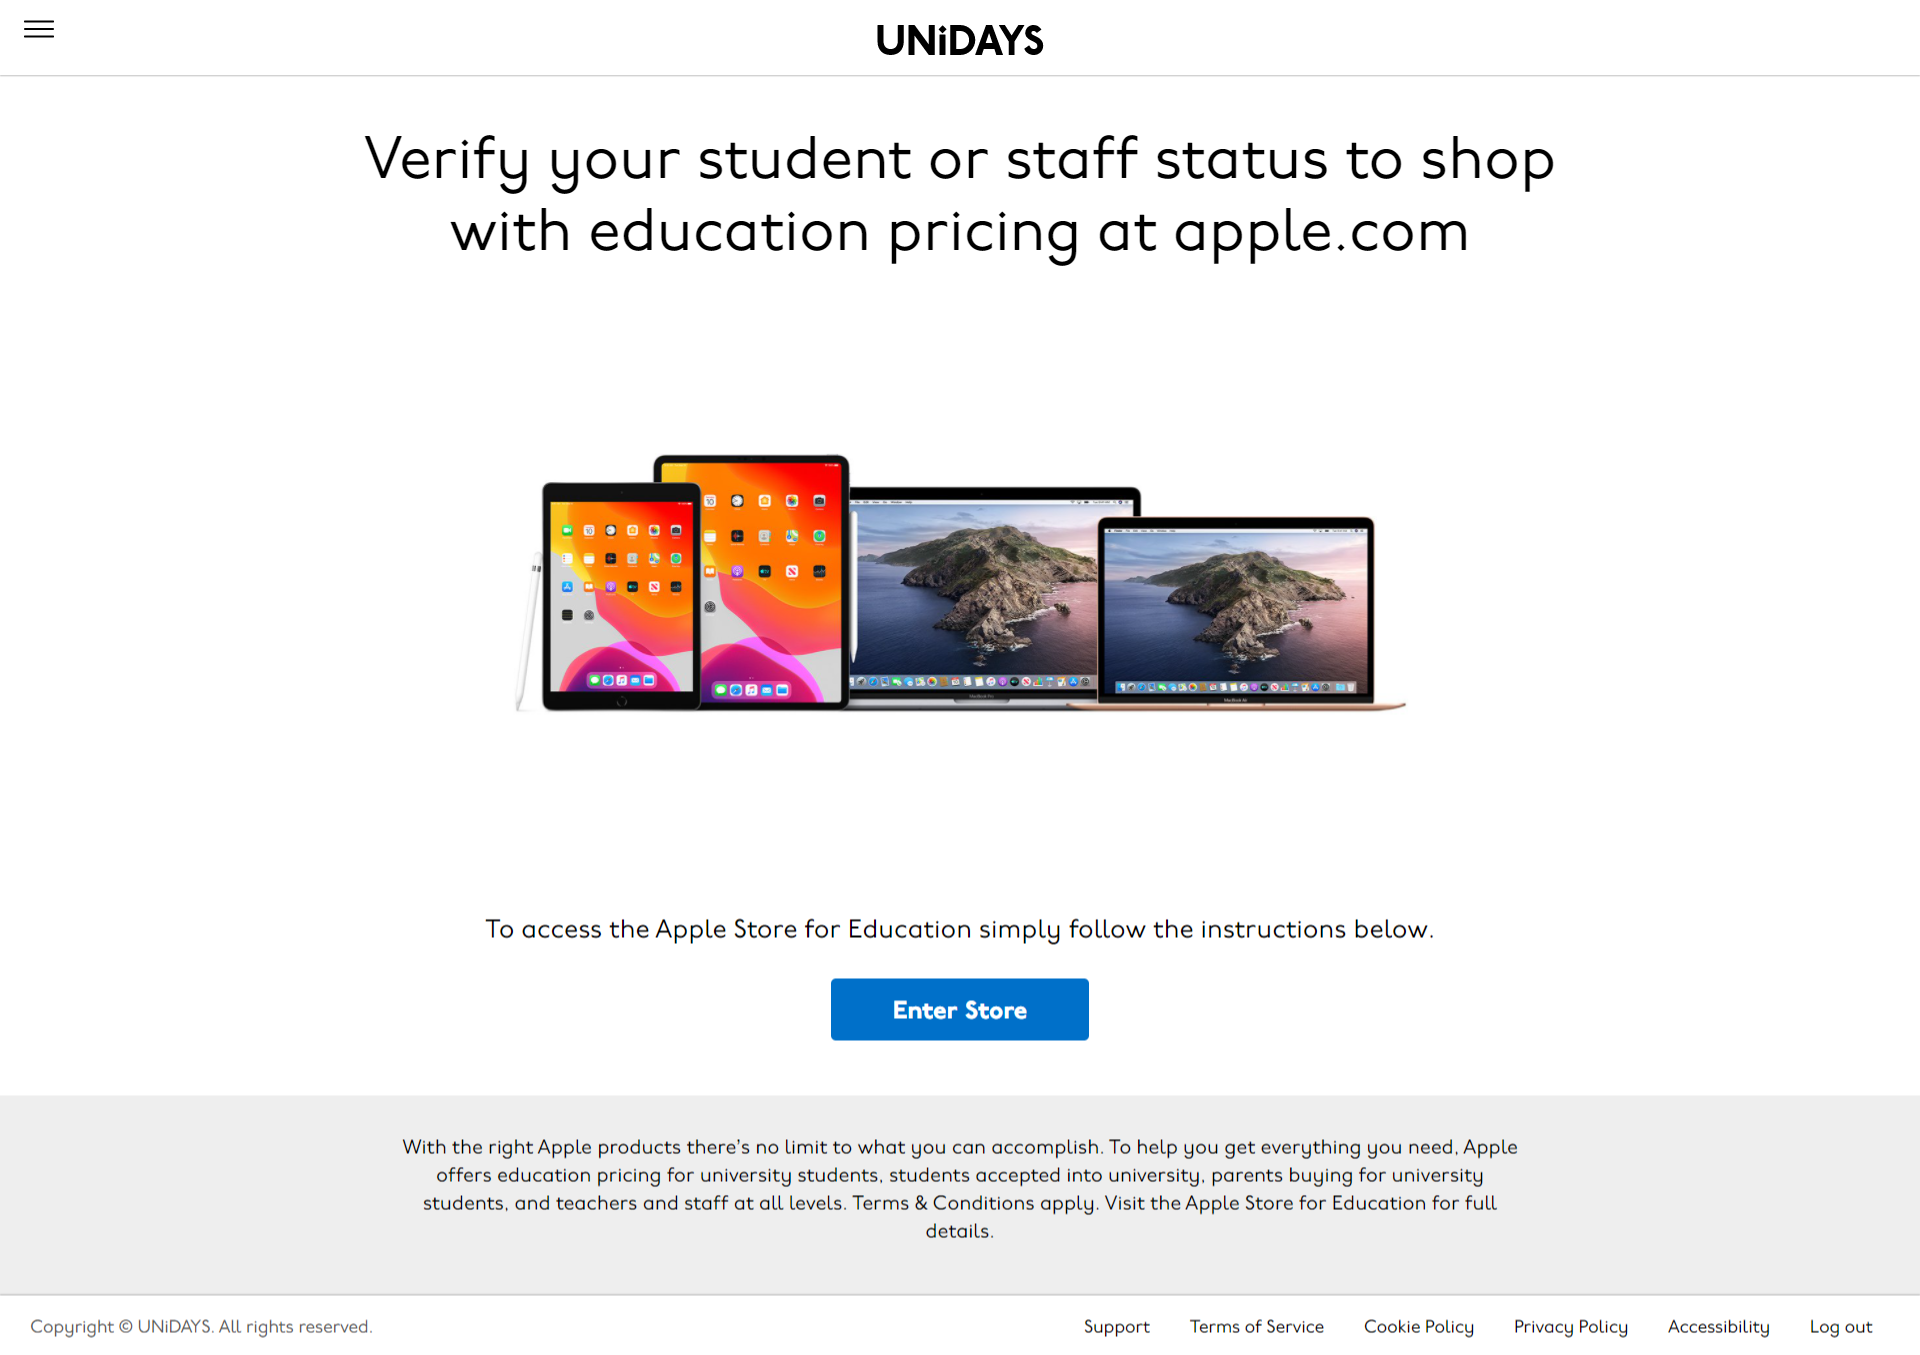 UNiDAYS
Verify your student or staff status to shop
with education pricing at apple.com
MacBook Pro
MacBook Air
To access the Apple Store for Education simply follow the instructions below.
Enter Store
With the right Apple products there's no limit to what you can accomplish. To help you get everything you need, Apple
offers education pricing for university students, students accepted into university, parents buying for university
students, and teachers and staff at all levels. Terms & Conditions apply. Visit the Apple Store for Education for full
details.
Copyright © UNiDAYS. All rights reserved.
Support
Terms of Service
Cookie Policy
Privacy Policy
Accessibility
Log out